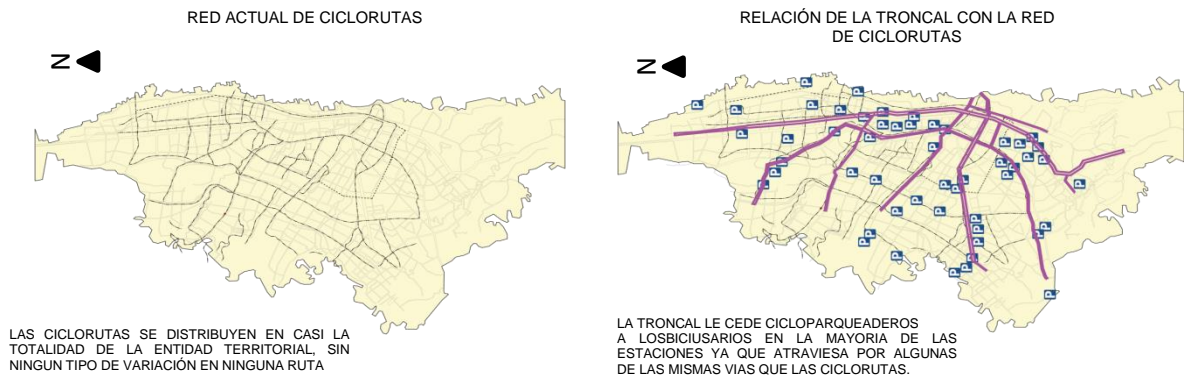 RED ACTUAL DE CICLORUTAS
N
LAS CICLORUTAS SE DISTRIBUYEN EN CASI LA
TOTALIDAD DE LA ENTIDAD TERRITORIAL, SIN
NINGUN TIPO DE VARIACIÓN EN NINGUNA RUTA
RELACIÓN DE LA TRONCAL CON LA RED
DE CICLORUTAS
N
LA TRONCAL LE CEDE CICLOPARQUEADEROS
A LOSBICIUSARIOS EN LA MAYORIA DE LAS
ESTACIONES YA QUE ATRAVIESA POR ALGUNAS
DE LAS MISMAS VIAS QUE LAS CICLORUTAS.